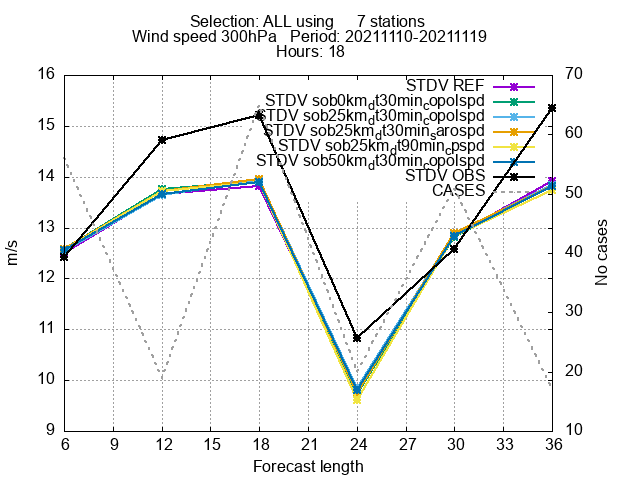 Selection: ALL using 7 stations
Wind speed 300hPa Period: 20211110-20211119
Hours: 18
16
15
14
13
12
11
10
9
m/s
70
60
50
40
30
20
10
No cases
STDV REF
STDV sob0km_dt30min_copolspd
STDV sob25km_dt30min_copolspd
STDV sob25km_dt30min_sarospd
STDV sob25km_dt90min_cpspd
STDV sob50km_dt30min_copolspd
STDV OBS
CASES
6 9 12 15 18 21 24 27 30 33 36
Forecast length